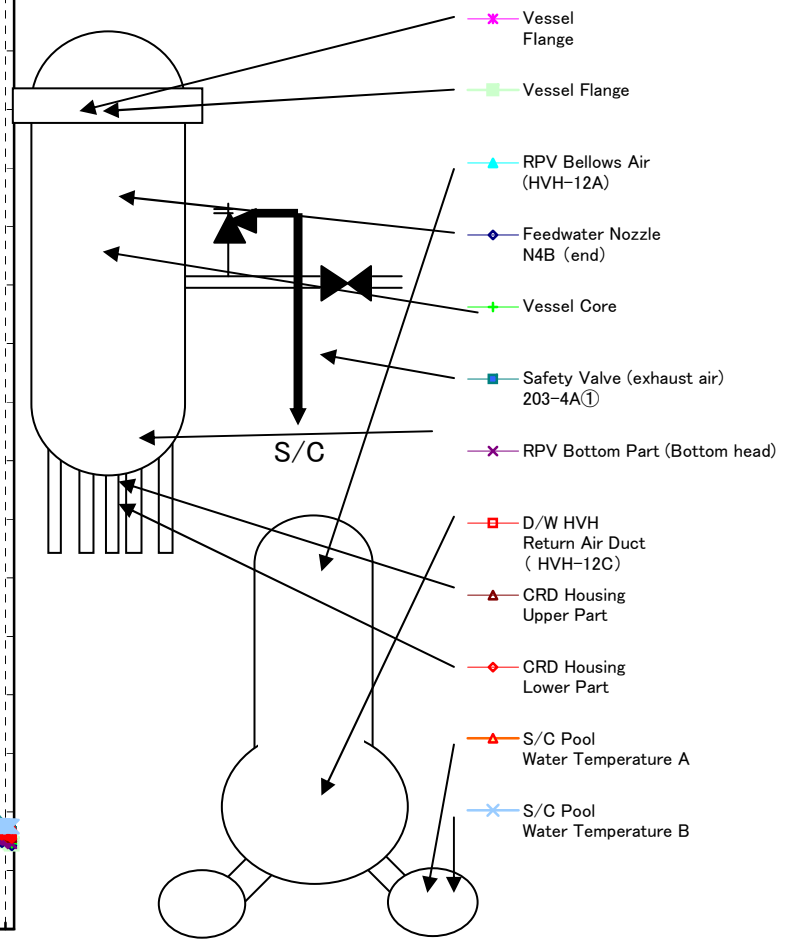 Vessel
Flange
Vessel Flange
RPV Bellows Air
(HVH-12A)
Feedwater Nozzle
N4B (end)
Vessel Core
Safety Valve (exhaust air)
203-4A①
S/C
RPV Bottom Part (Bottom head)
D/W HVH
Return Air Duct
( HVH-12C)
CRD Housing
Upper Part
CRD Housing
Lower Part
S/C Pool
Water Temperature A
S/C Pool
Water Temperature B